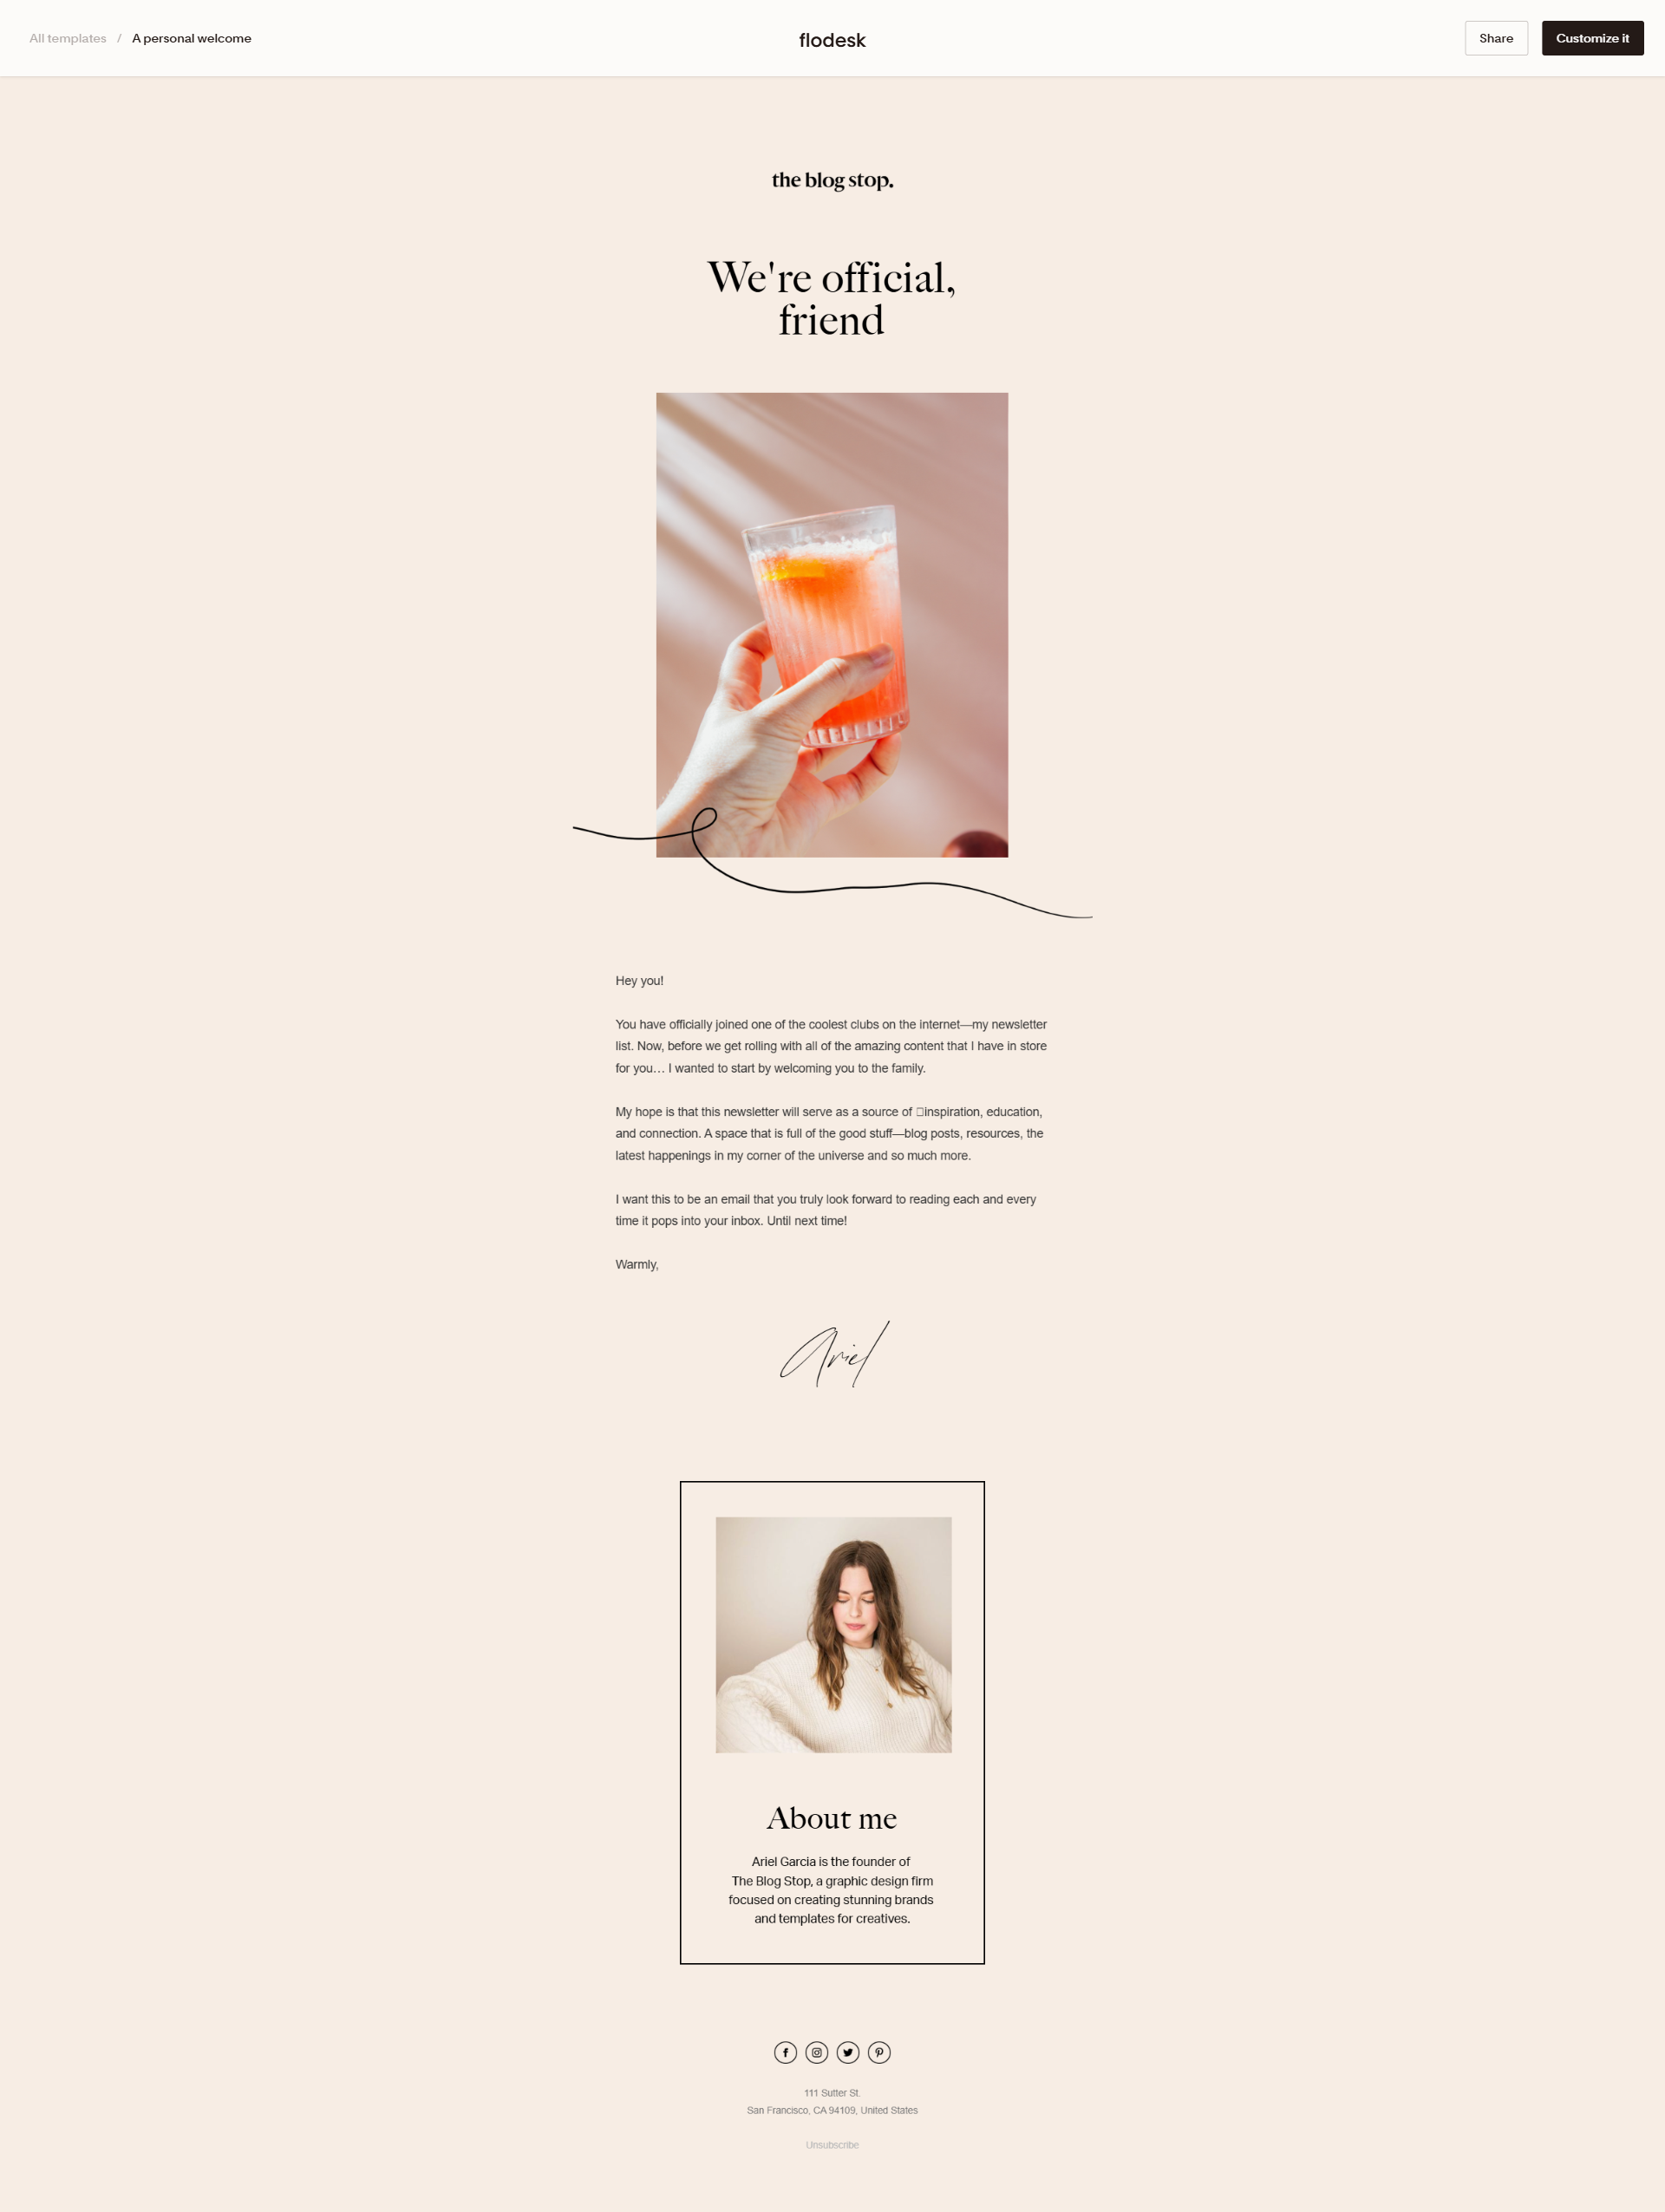 All templates / A personal welcome
flodesk
Share
Customize it
the blog stop.
We're official,
friend
Hey you!
You have officially joined one of the coolest clubs on the internet—my newsletter
list. Now, before we get rolling with all of the amazing content that I have in store
for you… I wanted to start by welcoming you to the family.
My hope is that this newsletter will serve as a source of inspiration, education,
and connection. A space that is full of the good stuff—blog posts, resources, the
latest happenings in my corner of the universe and so much more.
I want this to be an email that you truly look forward to reading each and every
time it pops into your inbox. Until next time!
Warmly,
Ariel
About me
Ariel Garcia is the founder of
The Blog Stop, a graphic design firm
focused on creating stunning brands
and templates for creatives.
111 Sutter St.
San Francisco, CA 94109, United States
Unsubscribe